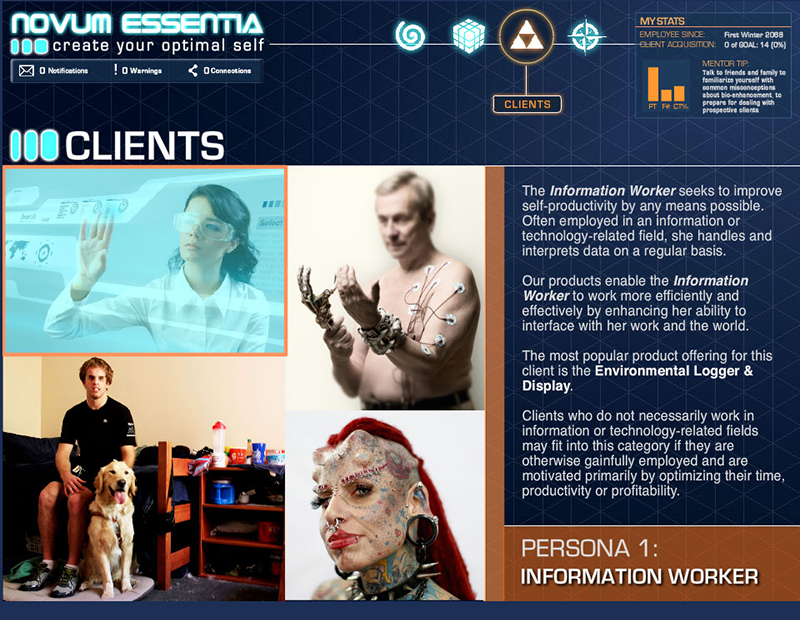 NOVUM ESSENTIA
create your optimal self
0 Notifications
! 0 Warnings
0 Connections
CLIENTS
MY STATS
EMPLOYEE SINCE: First Winter 2088
CLIENT ACQUISITION: 0 of GOAL: 14 (0%)
MENTOR TIP:
Talk to friends and family to
familiarize yourself with
common misconceptions
about bio-enhancement, to
prepare for dealing with
prospective clients
PT F# CT%
CLIENTS
The Information Worker seeks to improve
self-productivity by any means possible.
Often employed in an information or
technology-related field, she handles and
interprets data on a regular basis.
Our products enable the Information
Worker to work more efficiently and
effectively by enhancing her ability to
interface with her work and the world.
The most popular product offering for this
client is the Environmental Logger &
Display.
Clients who do not necessarily work in
information or technology-related fields
may fit into this category if they are
otherwise gainfully employed and are
motivated primarily by optimizing their time,
productivity or profitability.
PERSONA 1:
INFORMATION WORKER